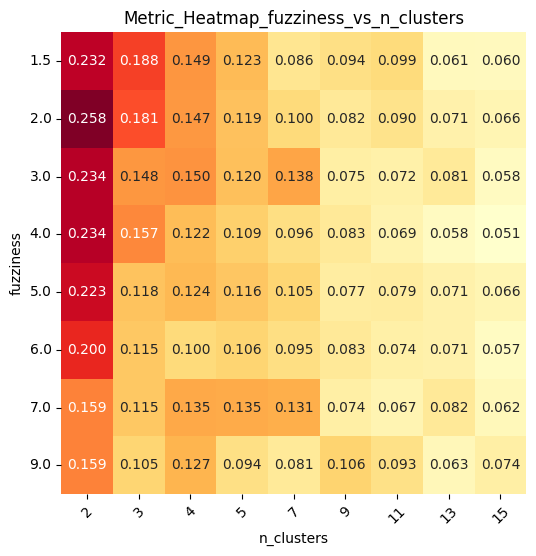 Metric_Heatmap_fuzziness_vs_n_clusters
1.5 0.232 0.188 0.149 0.123 0.086 0.094 0.099 0.061 0.060
2.0 0.258 0.181 0.147 0.119 0.100 0.082 0.090 0.071 0.066
3.0 0.234 0.148 0.150 0.120 0.138 0.075 0.072 0.081 0.058
4.0 0.234 0.157 0.122 0.109 0.096 0.083 0.069 0.058 0.051
5.0 0.223 0.118 0.124 0.116 0.105 0.077 0.079 0.071 0.066
6.0 0.200 0.115 0.100 0.106 0.095 0.083 0.074 0.071 0.057
7.0 0.159 0.115 0.135 0.135 0.131 0.074 0.067 0.082 0.062
9.0 0.159 0.105 0.127 0.094 0.081 0.106 0.093 0.063 0.074
2 3 4 5 7 9 11 13 15
n_clusters
fuzziness